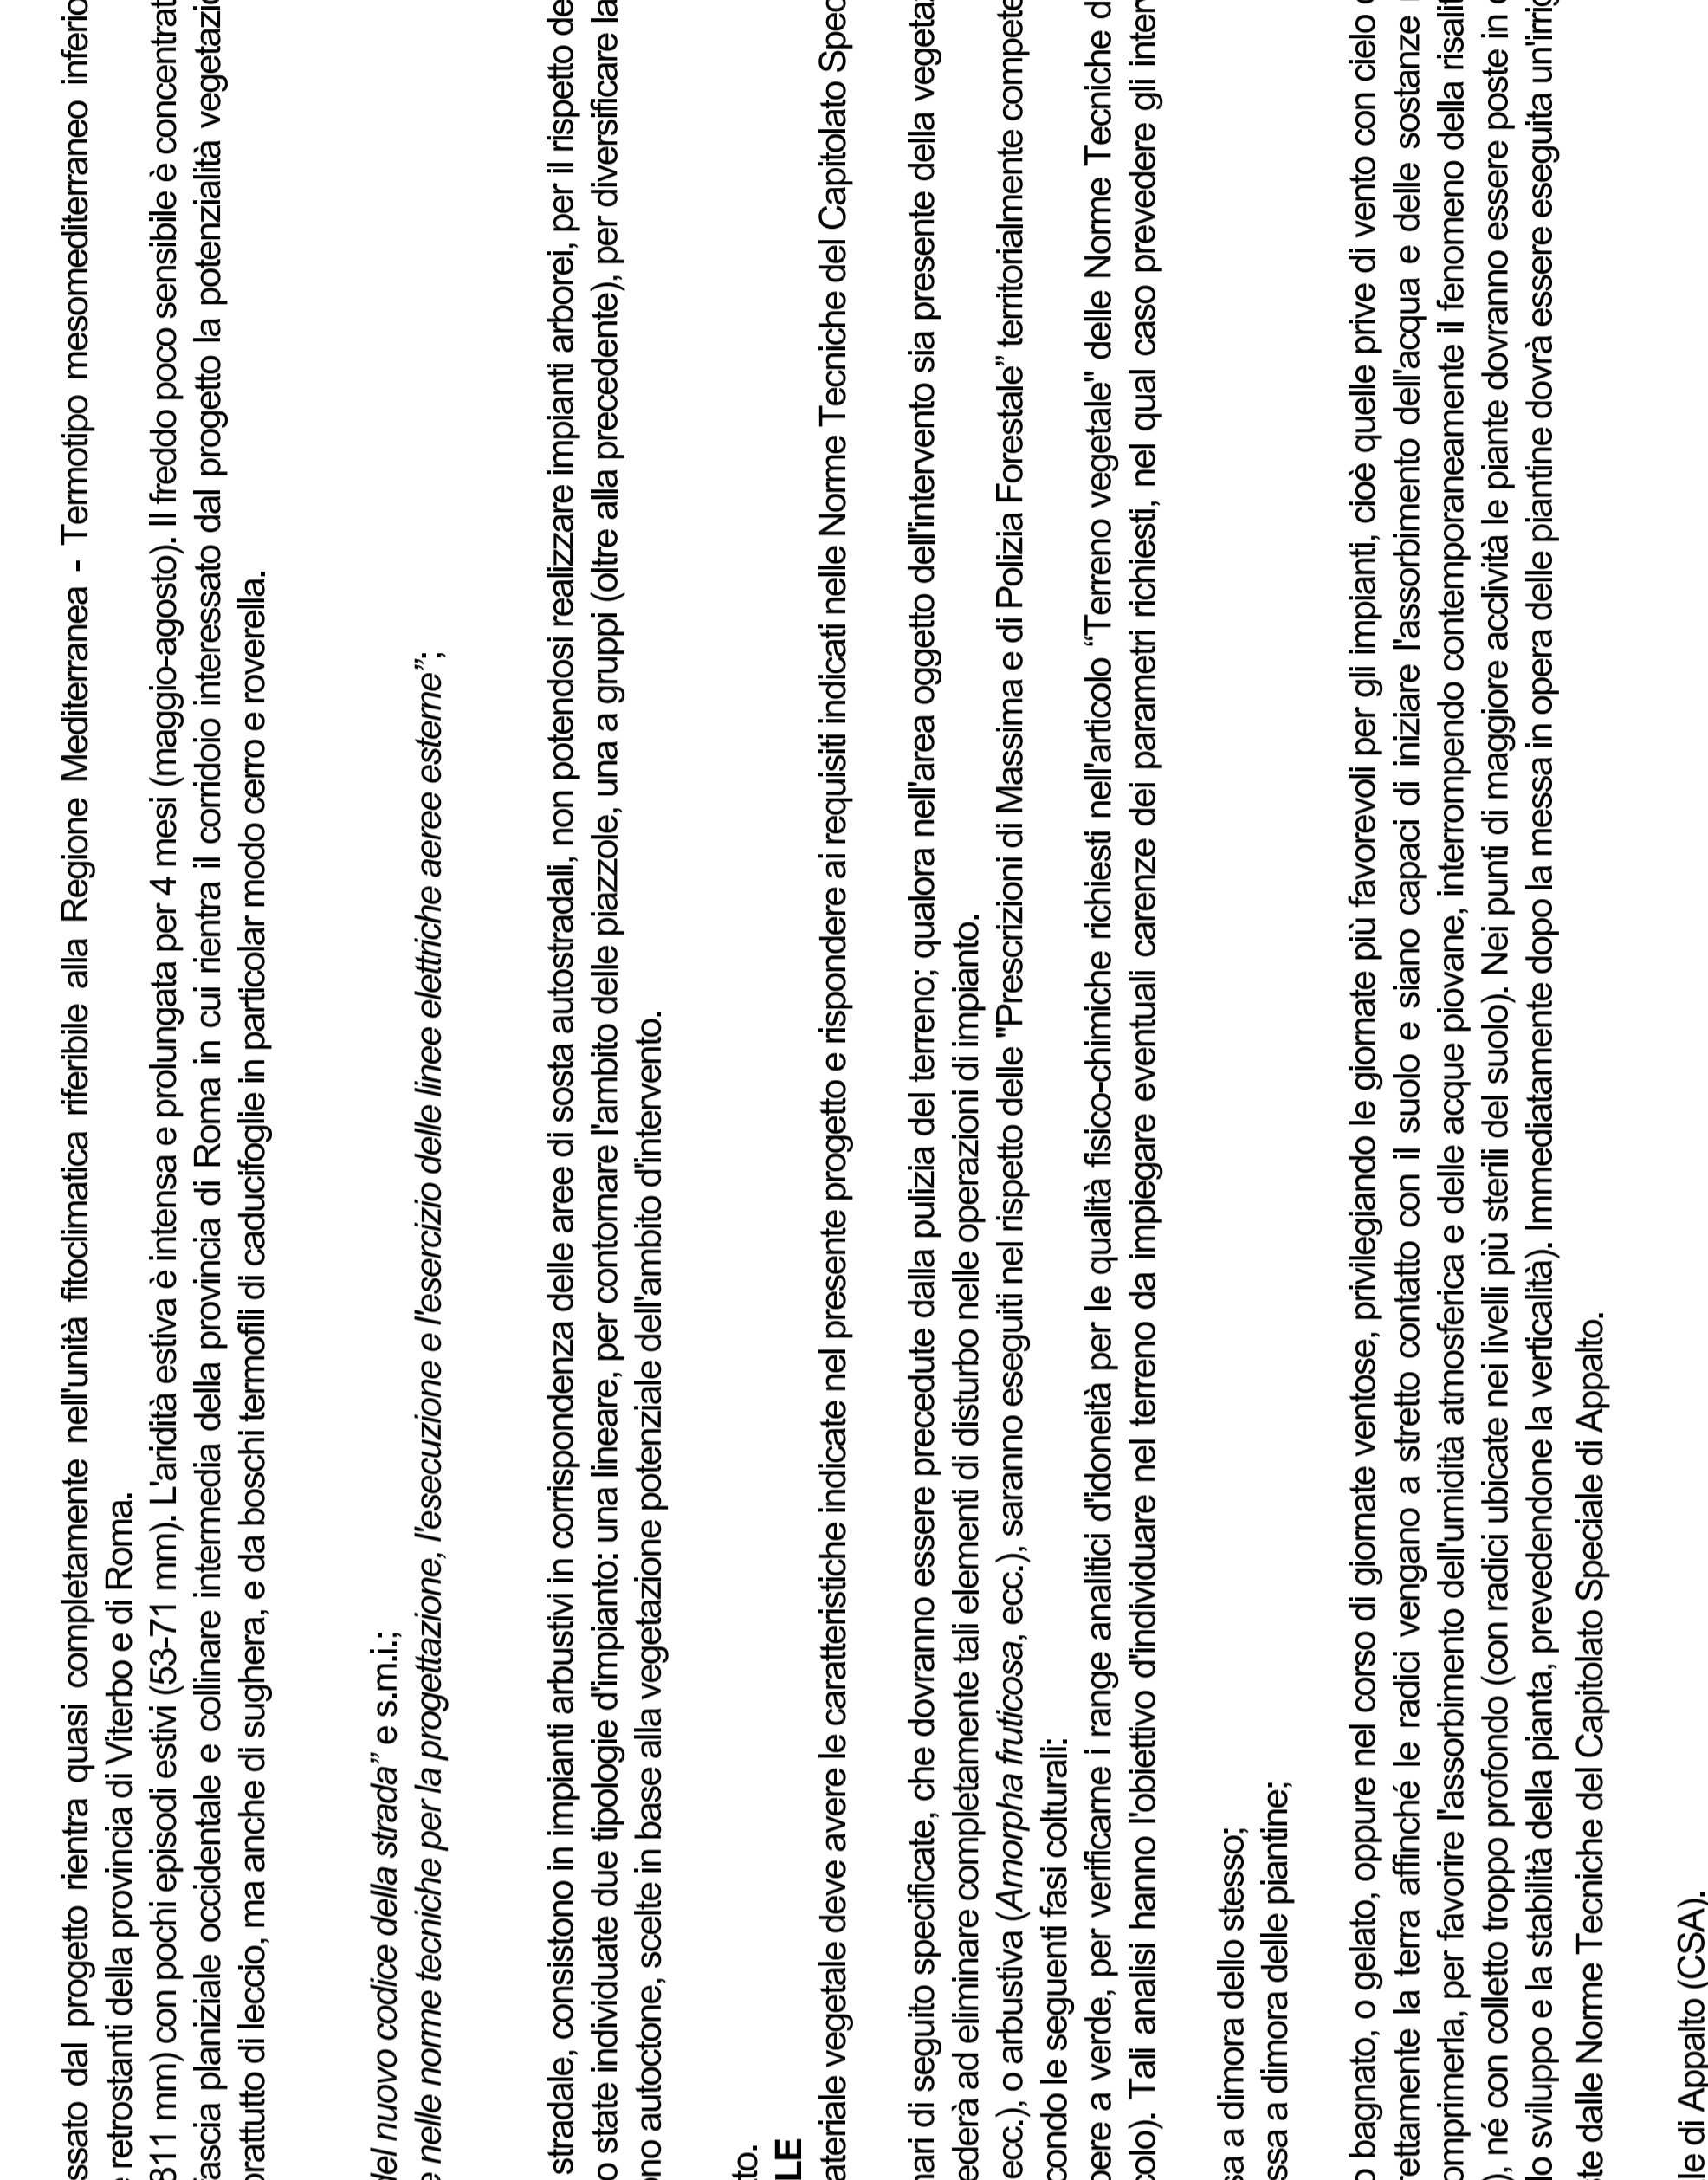 ssato dal progetto rientra quasi completamente nell'unità fitoclimatica riferibile alla Regione Mediterranea - Termotipo mesomediterraneo inferio
retrostanti della provincia di Viterbo e di Roma.
811 mm) con pochi episodi estivi (53-71 mm). L'aridità estiva è intensa e prolungata per 4 mesi (maggio-agosto). Il freddo poco sensibile è concentrat
fascia planiziale occidentale e collinare intermedia della provincia di Roma in cui rientra il corridoio interessato dal progetto la potenzialità vegetazio
prattutto di leccio, ma anche di sughera, e da boschi termofili di caducifoglie in particolar modo cerro e roverella.
del nuovo codice della strada” e s.m.i.;
e nelle norme tecniche per la progettazione, l'esecuzione e l'esercizio delle linee elettriche aeree esterne”;
stradale, consistono in impianti arbustivi in corrispondenza delle aree di sosta autostradali, non potendosi realizzare impianti arborei, per il rispetto de
o state individuate due tipologie d'impianto: una lineare, per contornare l'ambito delle piazzole, una a gruppi (oltre alla precedente), per diversificare la
ono autoctone, scelte in base alla vegetazione potenziale dell'ambito d'intervento.
to.
LE
ateriale vegetale deve avere le caratteristiche indicate nel presente progetto e rispondere ai requisiti indicati nelle Norme Tecniche del Capitolato Spec
nari di seguito specificate, che dovranno essere precedute dalla pulizia del terreno; qualora nell'area oggetto dell'intervento sia presente della vegeta
ederà ad eliminare completamente tali elementi di disturbo nelle operazioni di impianto.
ecc.), o arbustiva (Amorpha fruticosa, ecc.), saranno eseguiti nel rispetto delle "Prescrizioni di Massima e di Polizia Forestale” territorialmente compete
condo le seguenti fasi colturali:
pere a verde, per verificarne i range analitici d'idoneità per le qualità fisico-chimiche richiesti nell'articolo “Terreno vegetale" delle Norme Tecniche d
colo). Tali analisi hanno l'obiettivo d'individuare nel terreno da impiegare eventuali carenze dei parametri richiesti, nel qual caso prevedere gli inter
sa a dimora dello stesso;
ssa a dimora delle piantine;
o bagnato, o gelato, oppure nel corso di giornate ventose, privilegiando le giornate più favorevoli per gli impianti, cioè quelle prive di vento con cielo c
rettamente la terra affinché le radici vengano a stretto contatto con il suolo e siano capaci di iniziare l'assorbimento dell'acqua e delle sostanze
omprimerla, per favorire l'assorbimento dell'umidità atmosferica e delle acque piovane, interrompendo contemporaneamente il fenomeno della risalit
), né con colletto troppo profondo (con radici ubicate nei livelli più sterili del suolo). Nei punti di maggiore acclività le piante dovranno essere poste in c
lo sviluppo e la stabilità della pianta, prevedendone la verticalità). Immediatamente dopo la messa in opera delle piantine dovrà essere eseguita un'irrig
te dalle Norme Tecniche del Capitolato Speciale di Appalto.
le di Appalto (CSA).